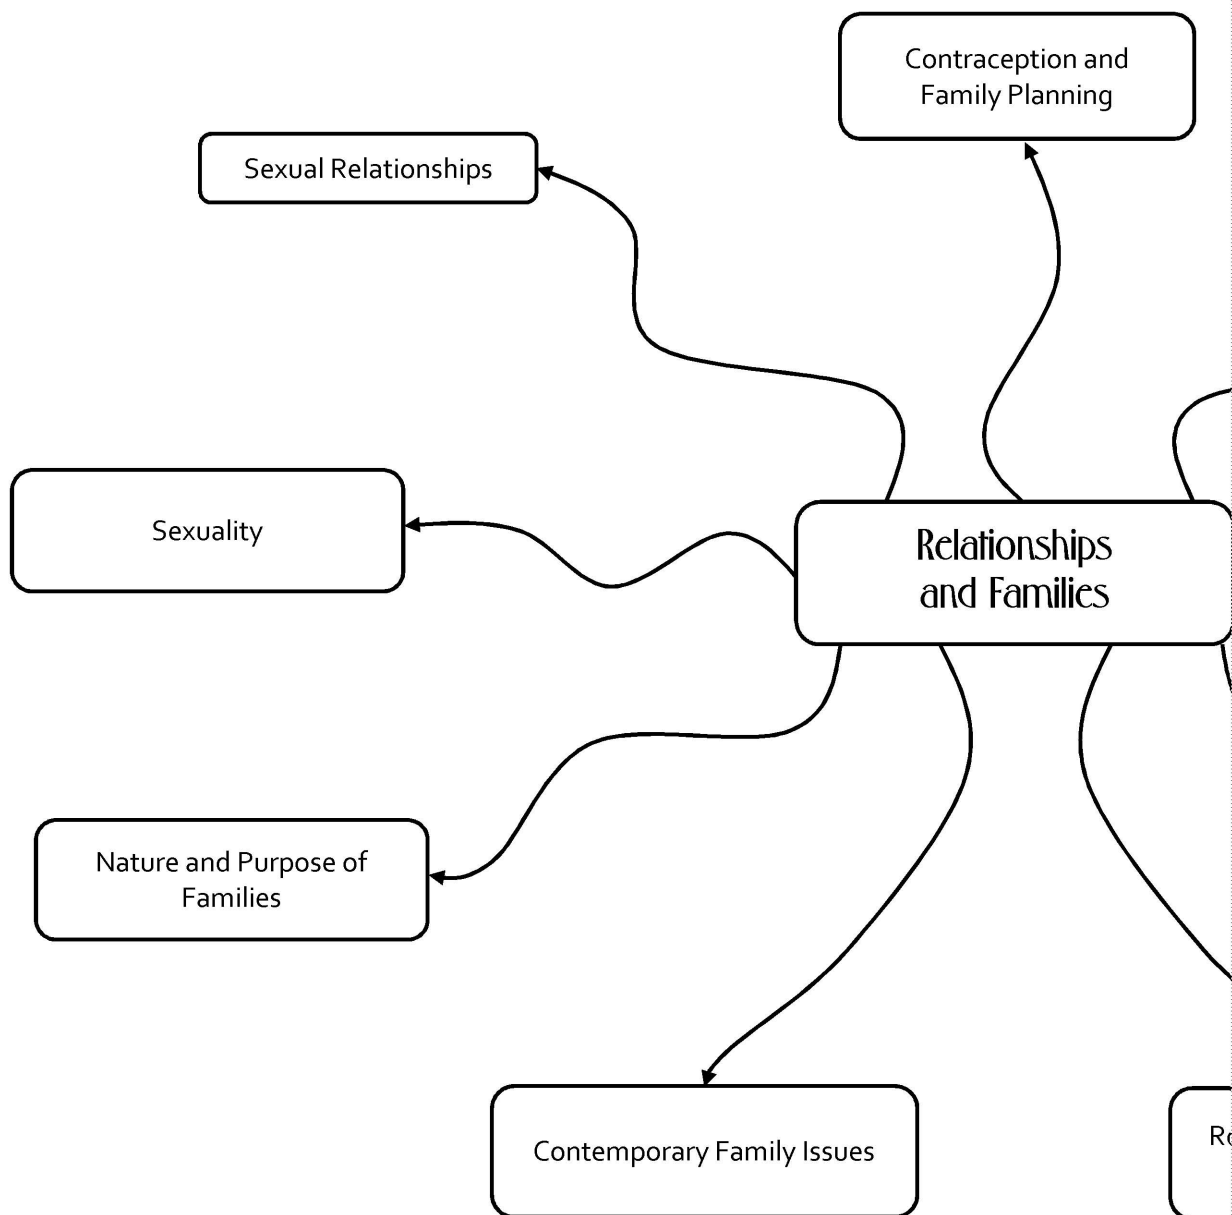 Contraception and
Family Planning
Sexual Relationships
Sexuality
Relationships
and Families
Nature and Purpose of
Families
Contemporary Family Issues